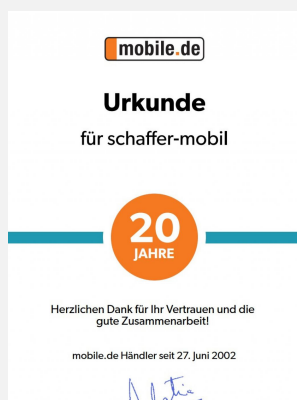 mobile.de
Urkunde
für schaffer-mobil
20
JAHRE
Herzlichen Dank für Ihr Vertrauen und die
gute Zusammenarbeit!
mobile.de Händler seit 27. Juni 2002